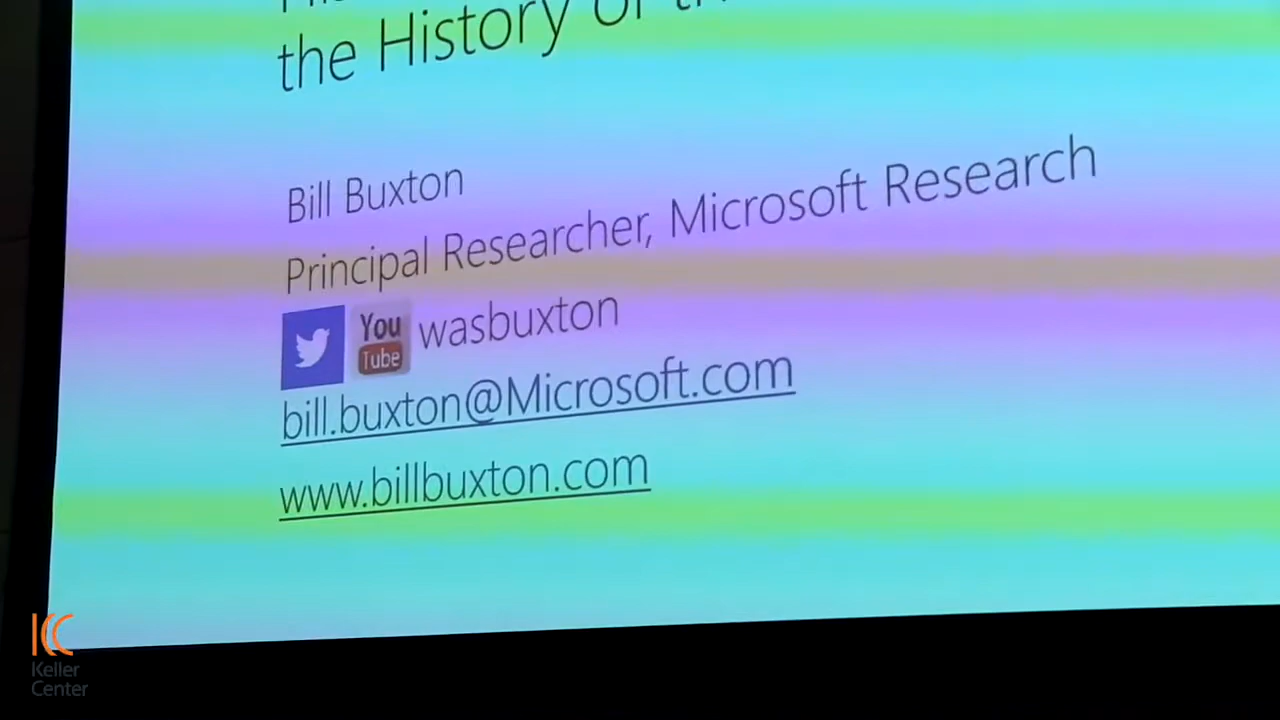 the History of
Bill Buxton
Principal Researcher, Microsoft Research
You
Tube
wasbuxton
bill.buxton@Microsoft.com
www.billbuxton.com
Keller
Center